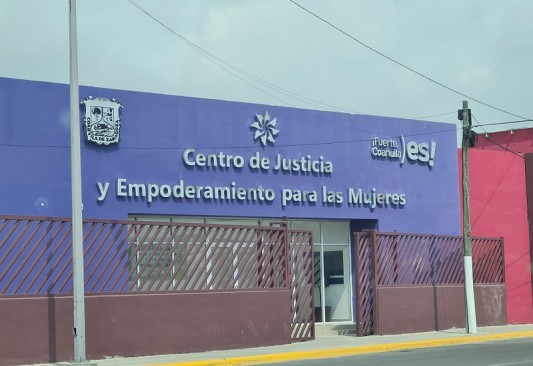 Centro de Justicia
y Empoderamiento para las Mujeres
¡Fuerte,
Coahuila
es!